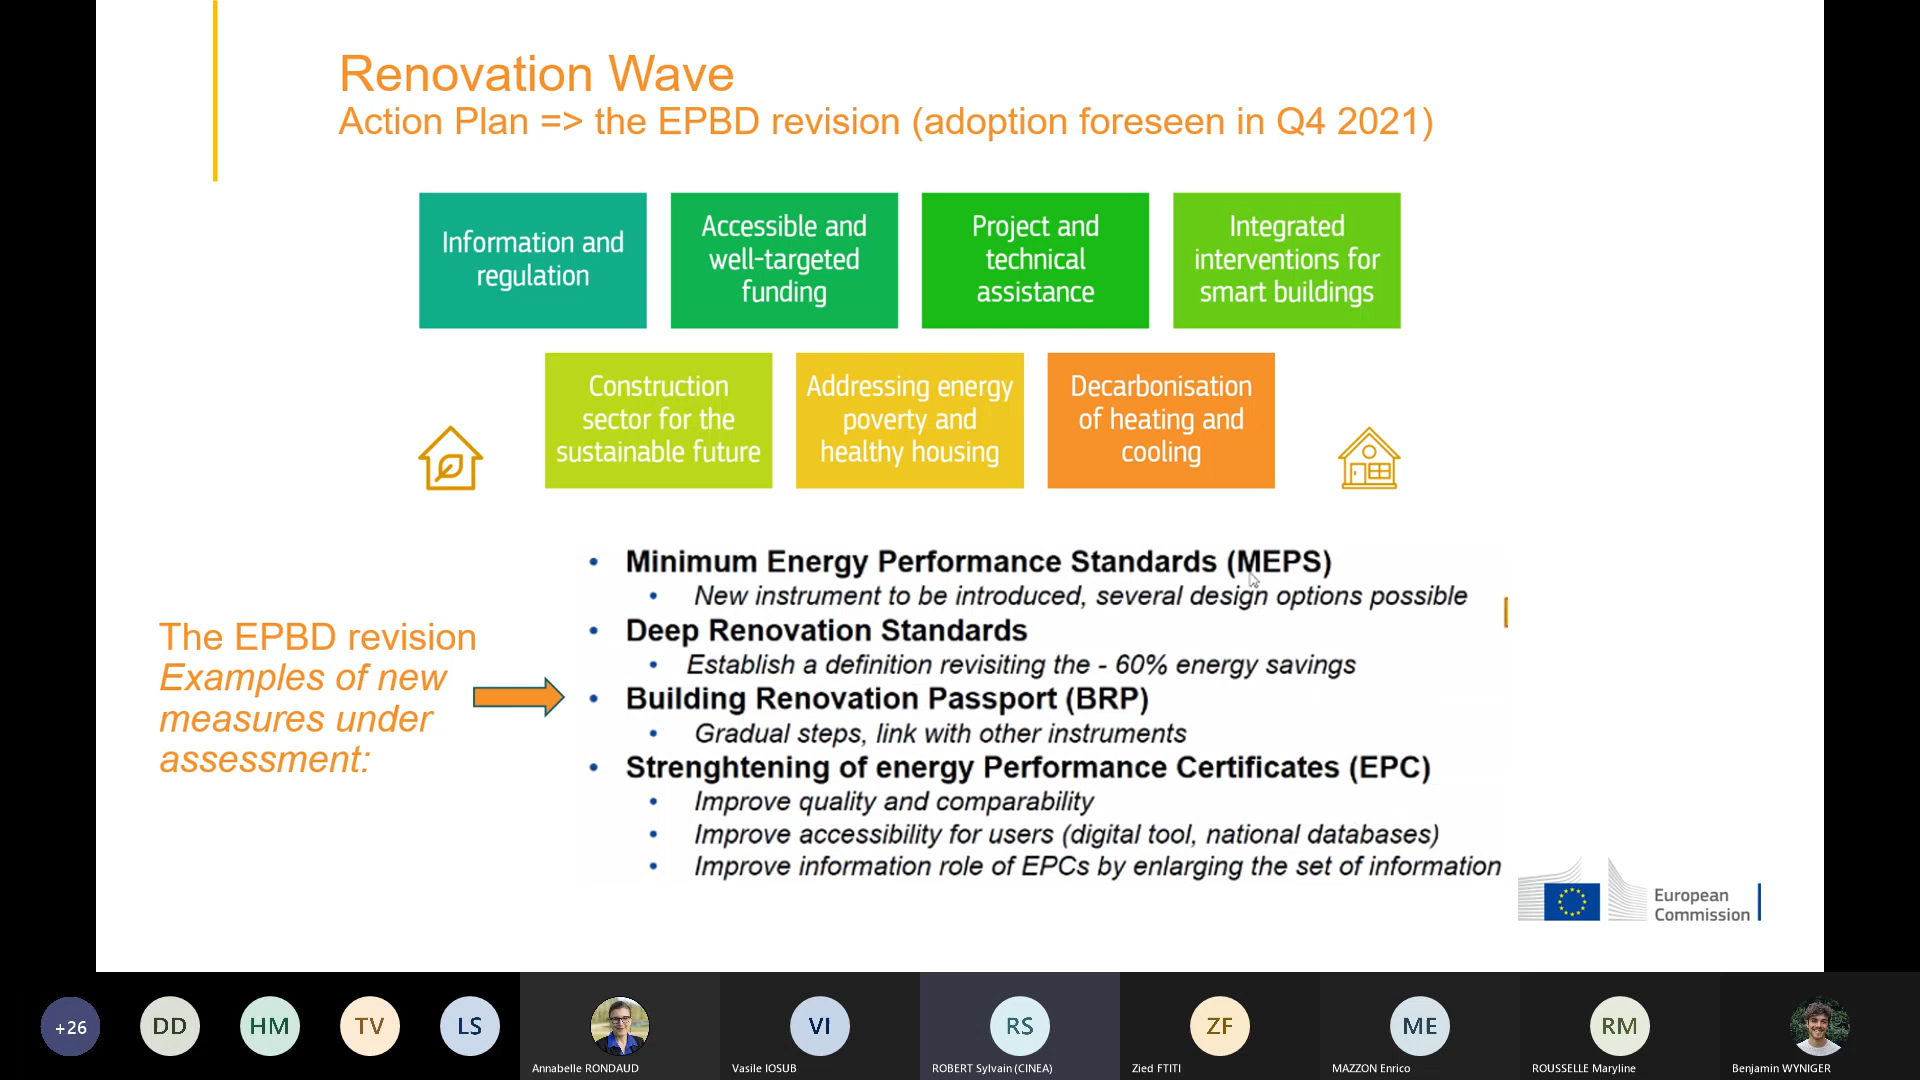 Renovation Wave
Action Plan => the EPBD revision (adoption foreseen in Q4 2021)
Information and
regulation
Accessible and
well-targeted
funding
Project and
technical
assistance
Integrated
interventions for
smart buildings
Construction
sector for the
sustainable future
Addressing energy
poverty and
healthy housing
Decarbonisation
of heating and
cooling
The EPBD revision
Examples of new
measures under
assessment:
• Minimum Energy Performance Standards (MEPS)
• New instrument to be introduced, several design options possible
• Deep Renovation Standards
• Establish a definition revisiting the - 60% energy savings
• Building Renovation Passport (BRP)
• Gradual steps, link with other instruments
• Strenghtening of energy Performance Certificates (EPC)
• Improve quality and comparability
• Improve accessibility for users (digital tool, national databases)
• Improve information role of EPCs by enlarging the set of information
European
Commission
+26
DD
HM
TV
LS
Annabelle RONDAUD
VI
Vasile IOSUB
RS
ROBERT Sylvain (CINEA)
ZF
Zied FTITI
ME
MAZZON Enrico
RM
ROUSSELLE Maryline
Benjamin WYNIGER